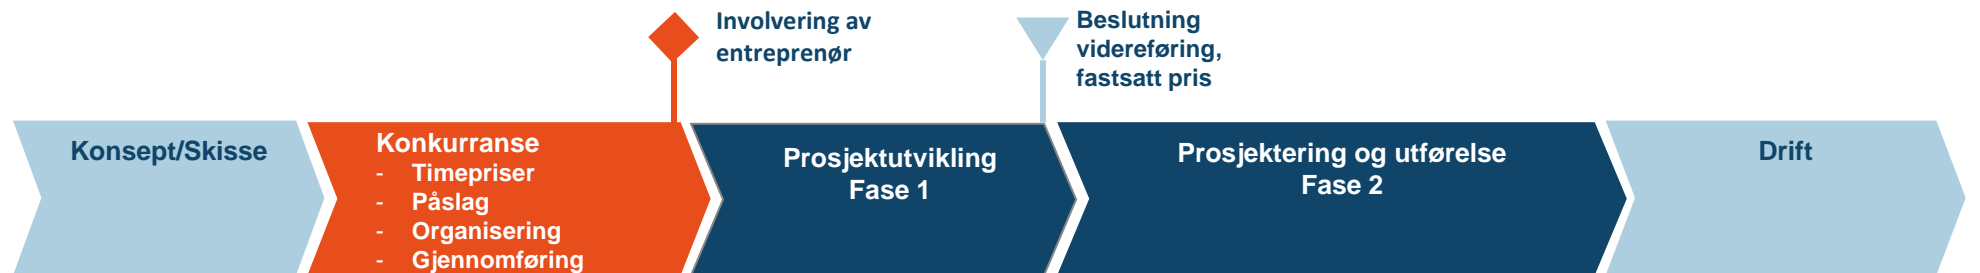 Involvering av
entreprenør
Beslutning
videreføring,
fastsatt pris
Konsept/Skisse
Konkurranse
- Timepriser
- Påslag
- Organisering
- Gjennomføring
Prosjektutvikling
Fase 1
Prosjektering og utførelse
Fase 2
Drift